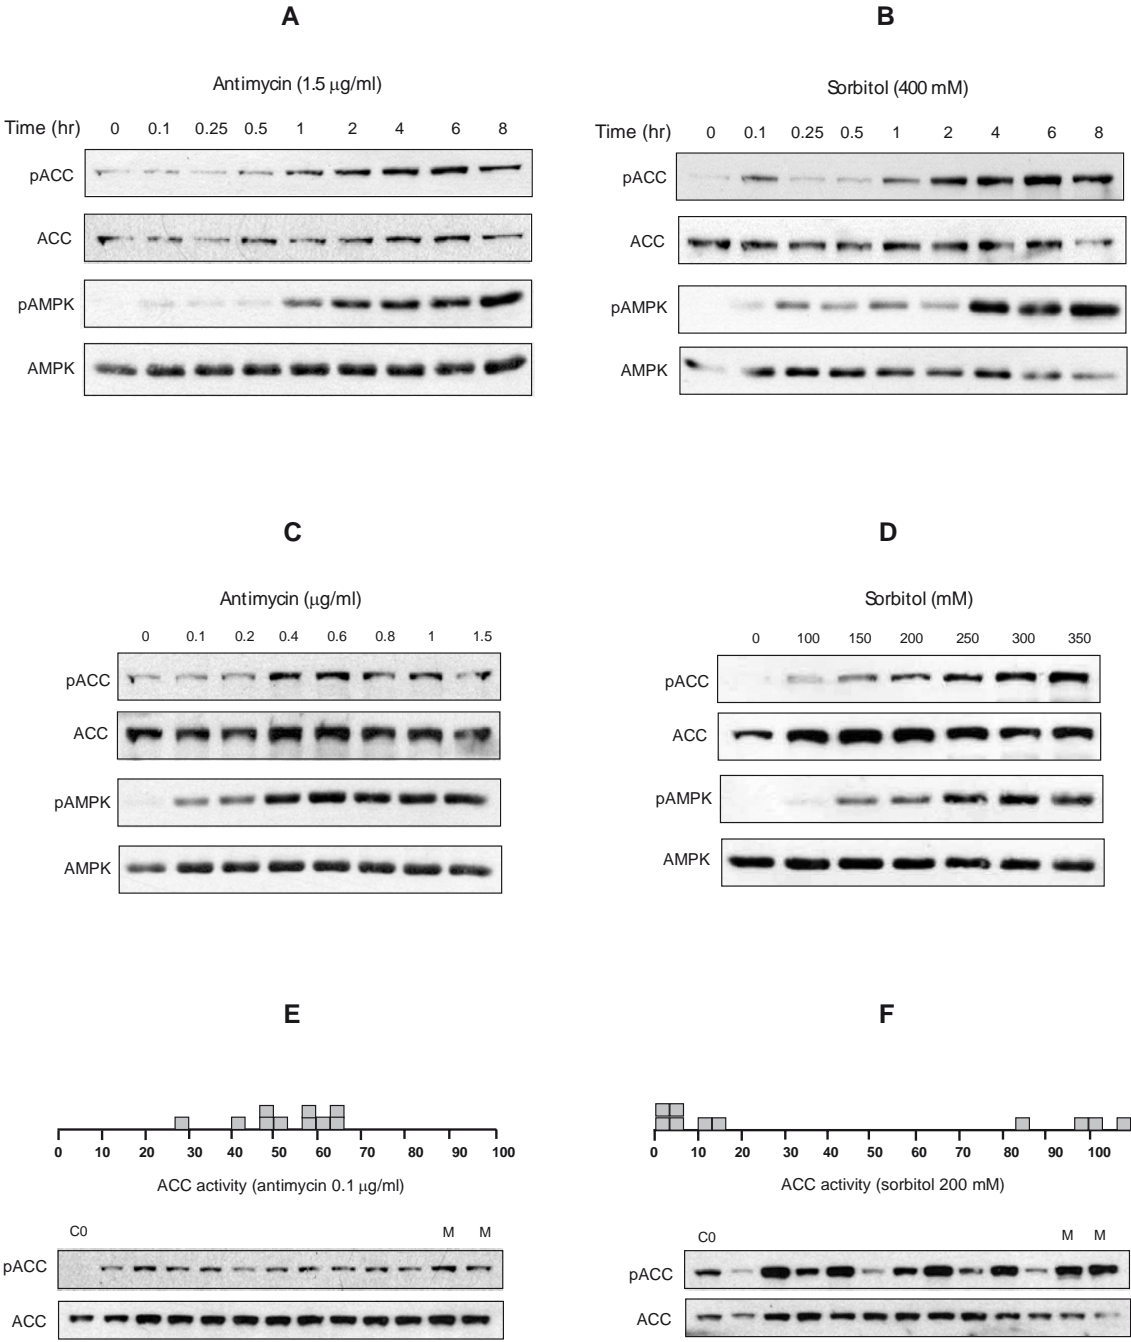 A
Antimycin (1.5 μg/ml)
Time (hr) 0 0.1 0.25 0.5 1 2 4 6 8
pACC
ACC
pAMPK
AMPK
B
Sorbitol (400 mM)
Time (hr) 0 0.1 0.25 0.5 1 2 4 6 8
pACC
ACC
pAMPK
AMPK
C
Antimycin (μg/ml)
0 0.1 0.2 0.4 0.6 0.8 1 1.5
pACC
ACC
pAMPK
AMPK
D
Sorbitol (mM)
0 100 150 200 250 300 350
pACC
ACC
pAMPK
AMPK
E
0 10 20 30 40 50 60 70 80 90 100
ACC activity (antimycin 0.1 μg/ml)
C0 M M
pACC
ACC
F
0 10 20 30 40 50 60 70 80 90 100
ACC activity (sorbitol 200 mM)
C0 M M
pACC
ACC